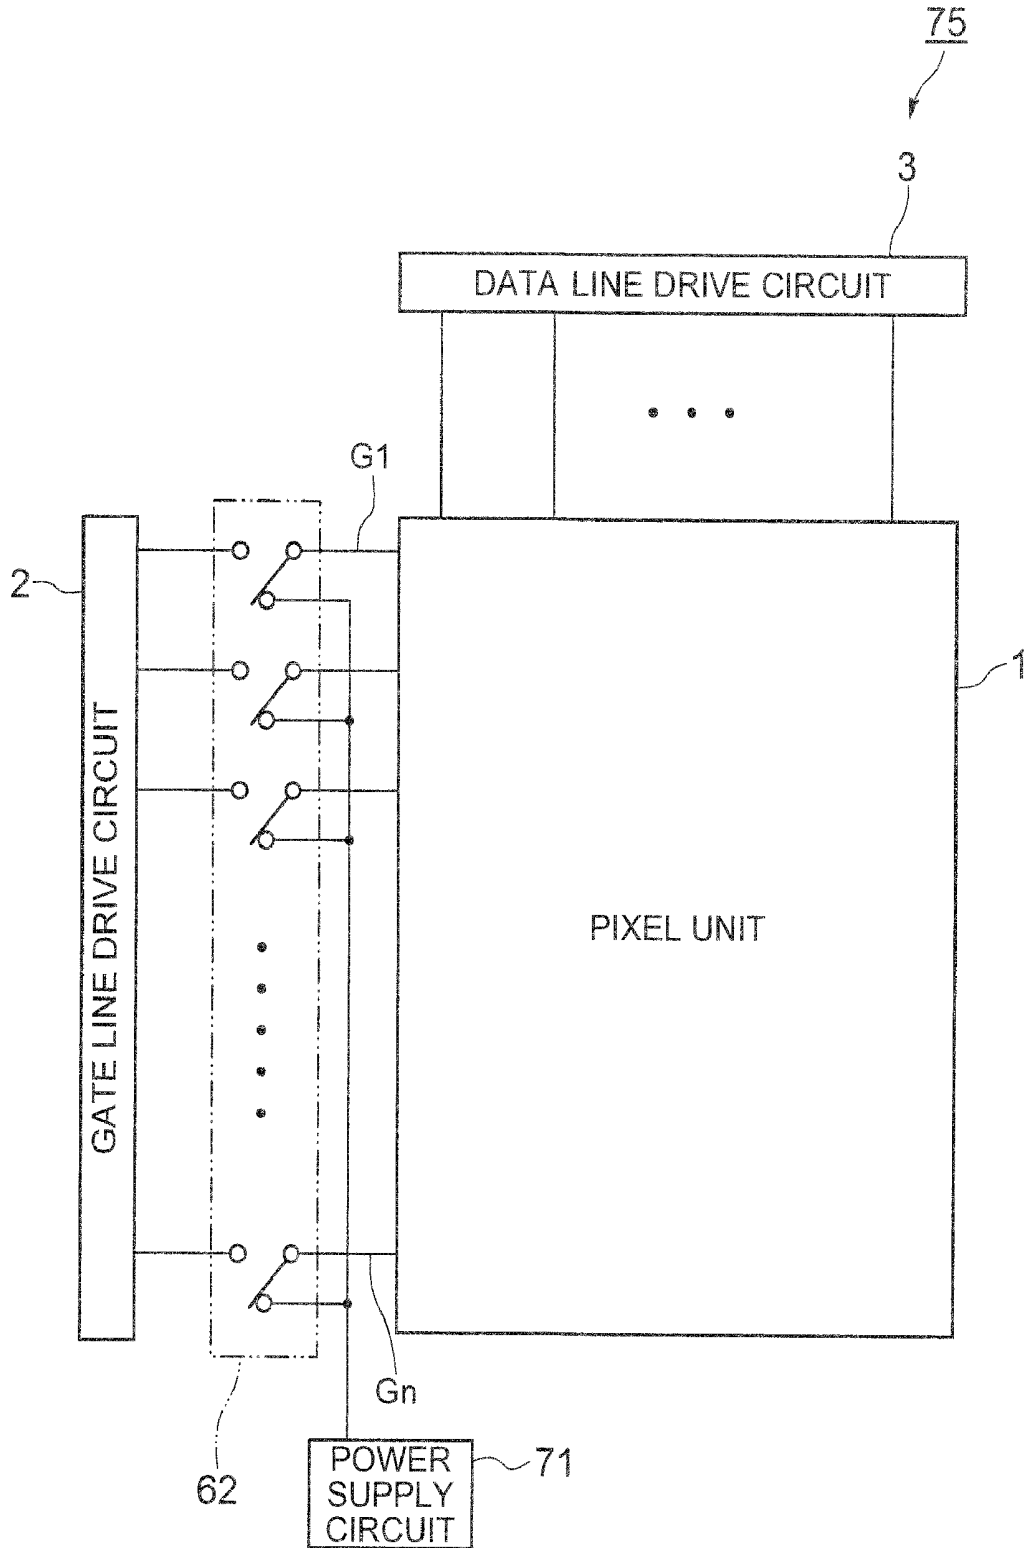 75
3
DATA LINE DRIVE CIRCUIT
G1
2
1
GATE LINE DRIVE CIRCUIT
PIXEL UNIT
Gn
62
POWER
SUPPLY
CIRCUIT
71